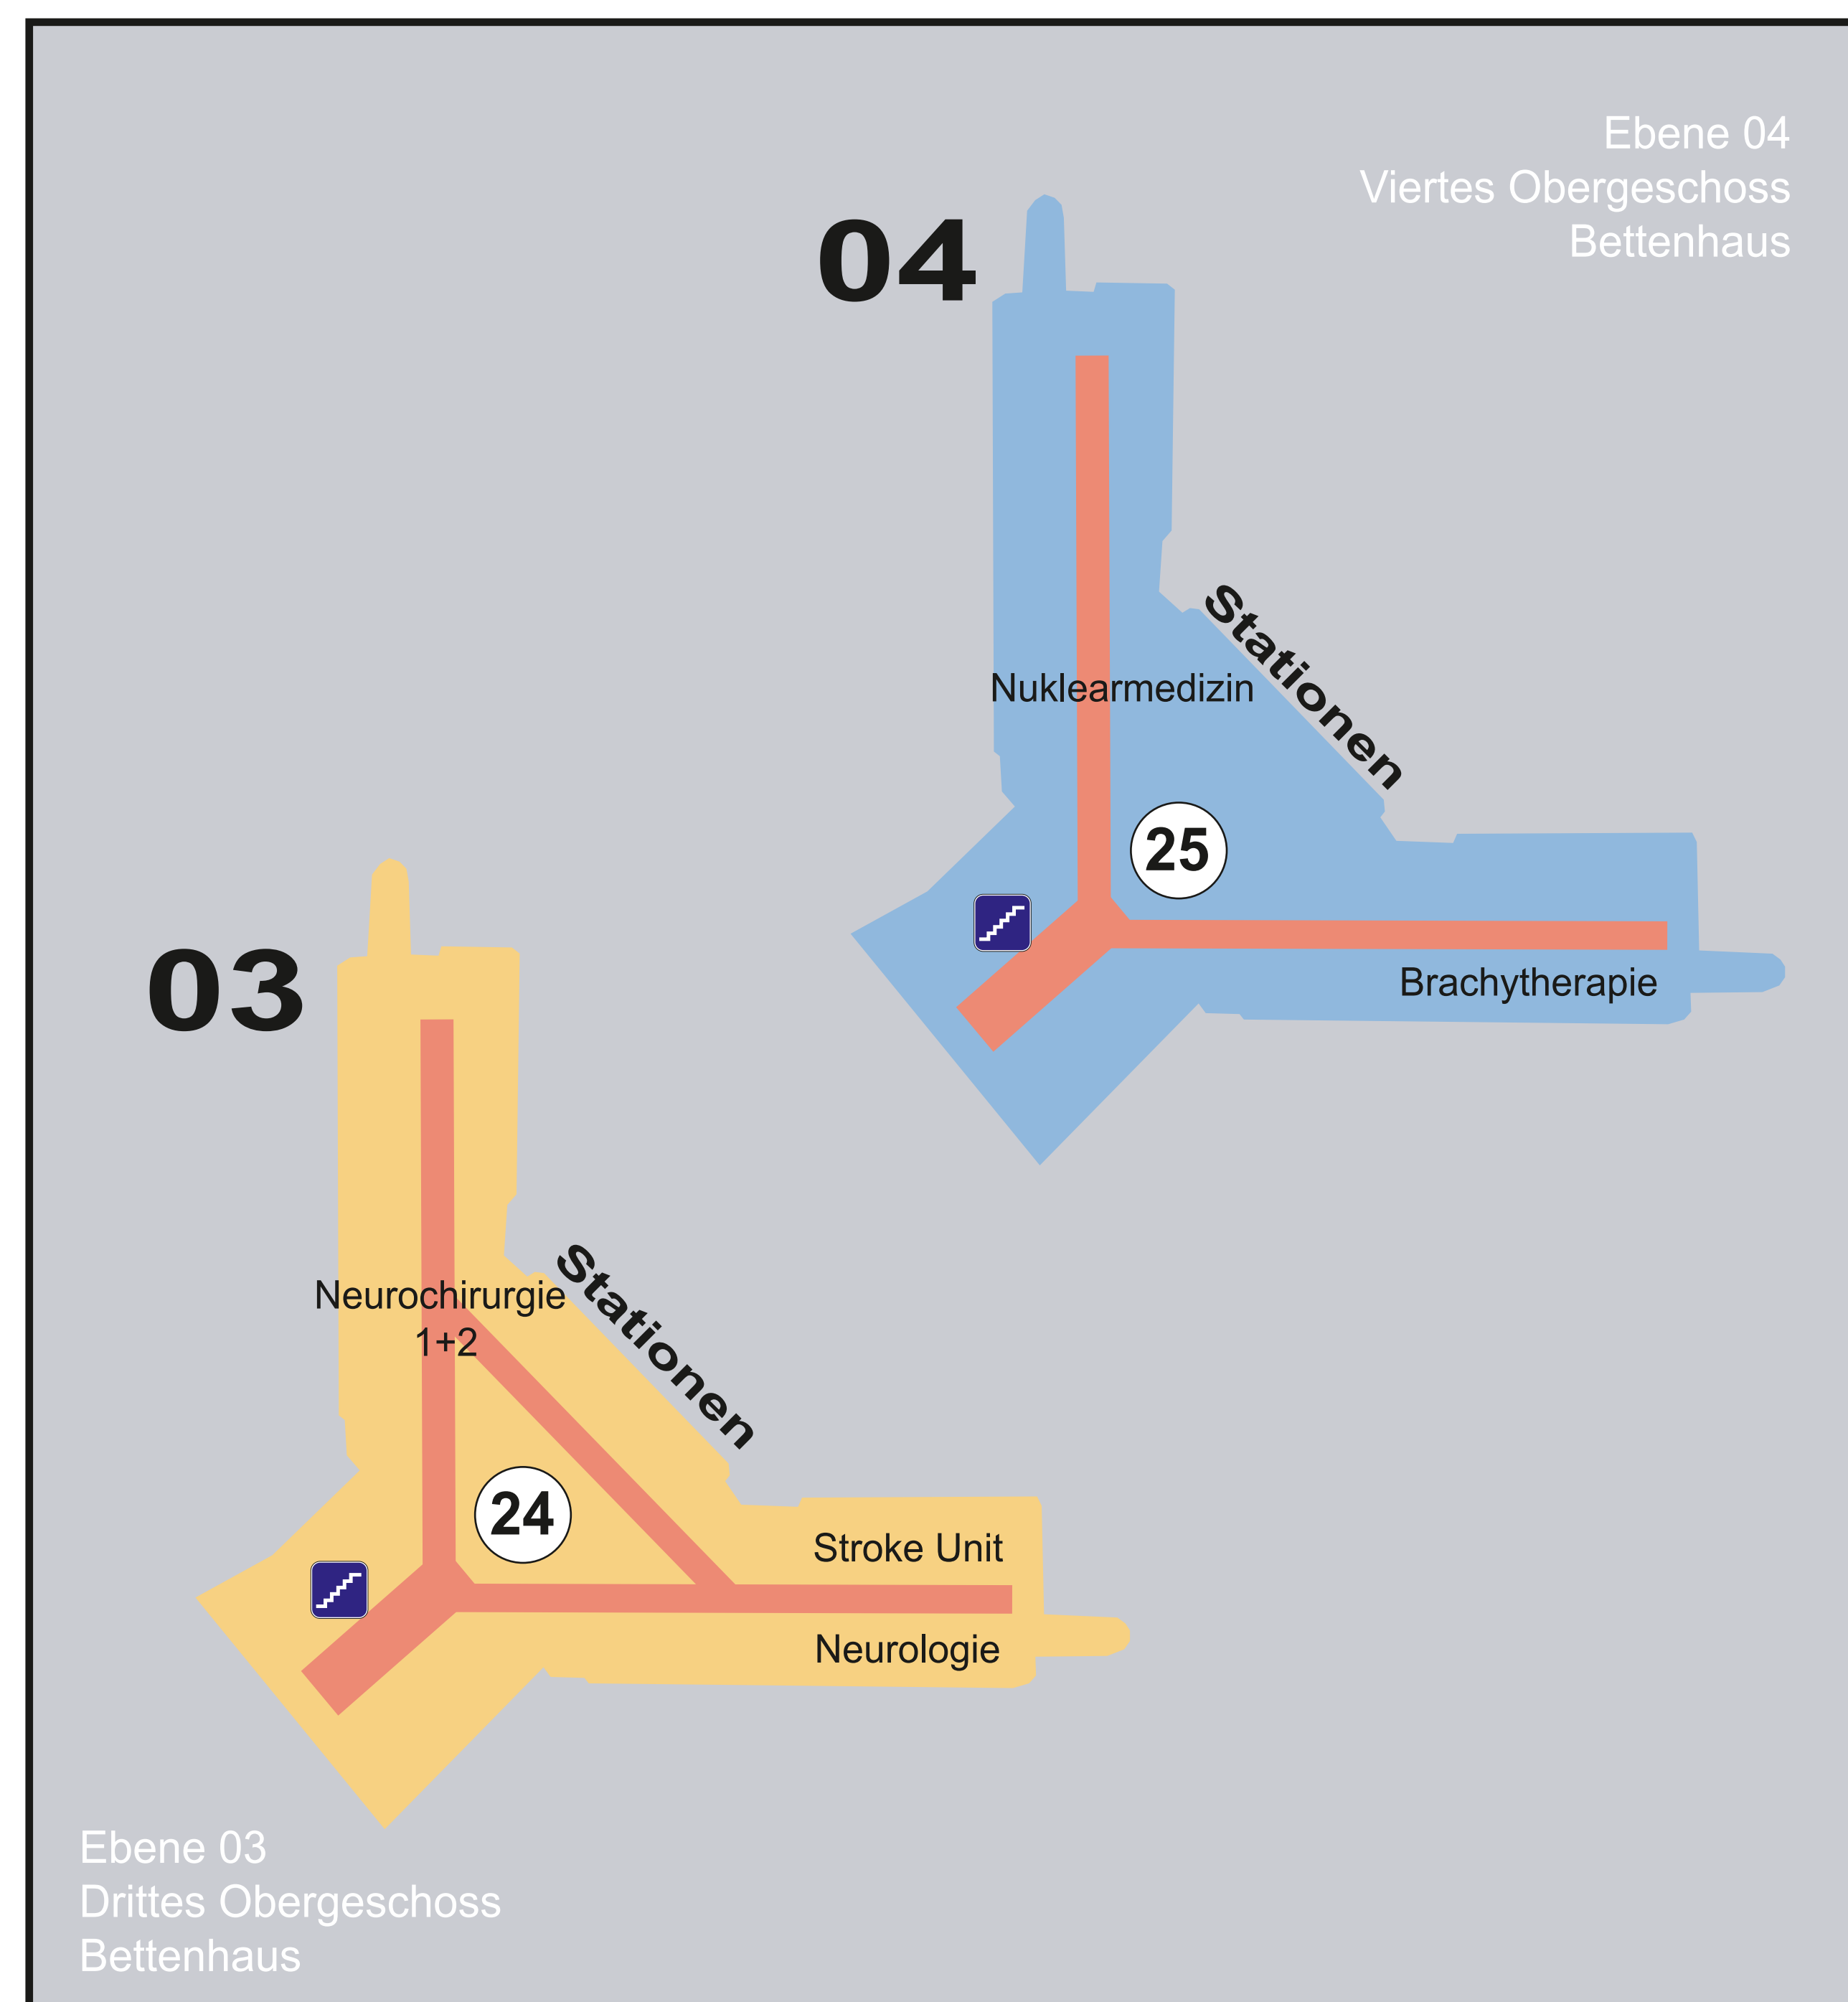 Ebene 04
Viertes Obergeschoss
Bettenhaus
04
Stationen
Nuklearmedizin
25
Brachytherapie
03
Stationen
Neurochirurgie
1+2
24
Stroke Unit
Neurologie
Ebene 03
Drittes Obergeschoss
Bettenhaus